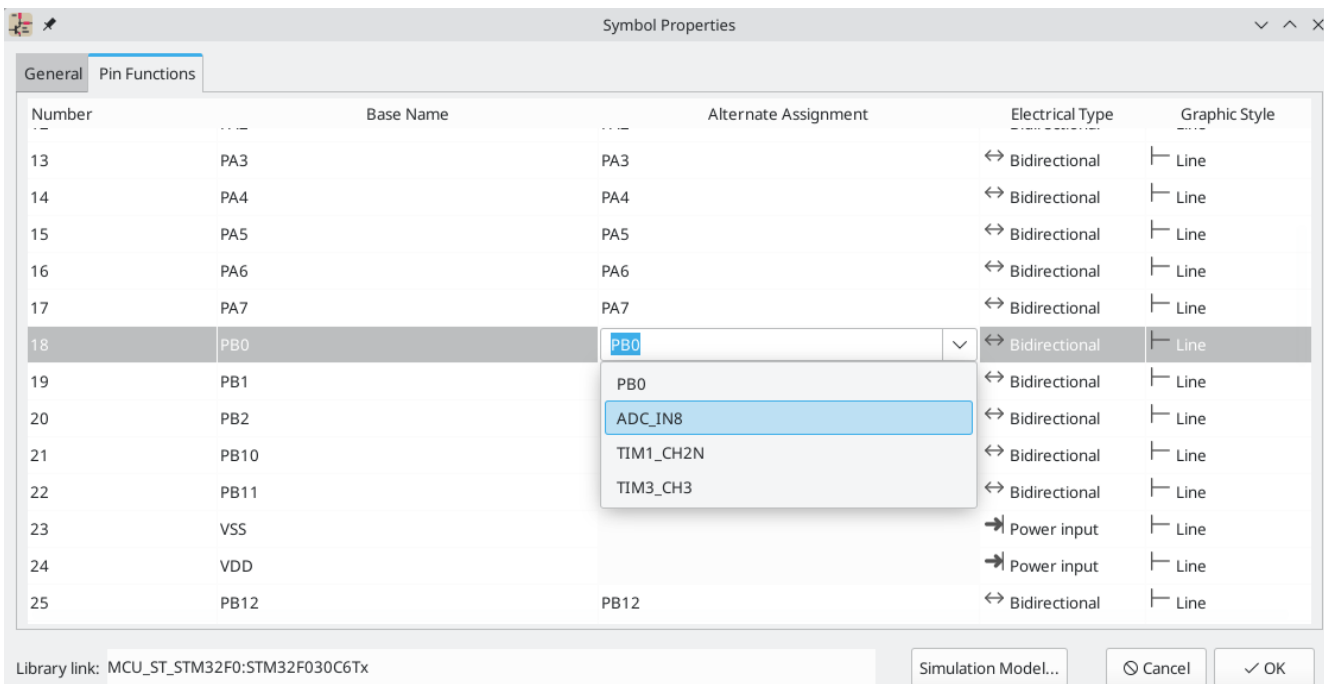 Symbol Properties
General Pin Functions
Number Base Name Alternate Assignment Electrical Type Graphic Style
13 PA3 PA3 Bidirectional Line
14 PA4 PA4 Bidirectional Line
15 PA5 PA5 Bidirectional Line
16 PA6 PA6 Bidirectional Line
17 PA7 PA7 Bidirectional Line
18 PB0 PB0 Bidirectional Line
19 PB1 PB0 Bidirectional Line
20 PB2 ADC_IN8 Bidirectional Line
21 PB10 TIM1_CH2N Bidirectional Line
22 PB11 TIM3_CH3 Bidirectional Line
23 VSS Power input Line
24 VDD Power input Line
25 PB12 PB12 Bidirectional Line
Library link: MCU_ST_STM32F0:STM32F030C6Tx Simulation Model... Cancel OK